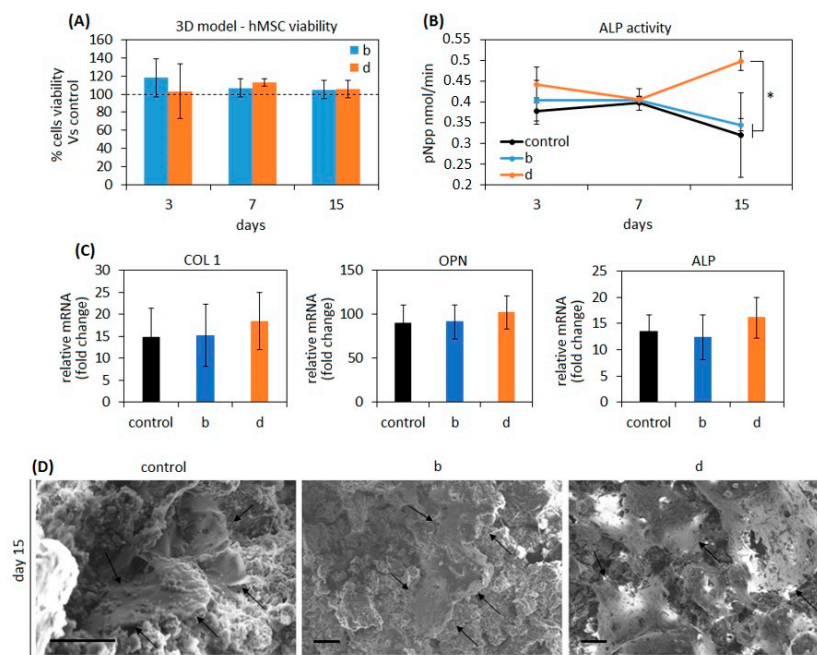 (A)
3D model - hMSC viability
b
d
160
140
120
100
80
60
40
20
0
% cells viability
Vs control
3 7 15
days
(B)
ALP activity
0.55
0.5
0.45
0.4
0.35
0.3
0.25
0.2
pNpp nmol/min
control
b
d
*
3 7 15
days
(C)
COL 1
30
25
20
15
10
5
0
relative mRNA
(fold change)
control b d
OPN
150
100
50
0
relative mRNA
(fold change)
control b d
ALP
25
20
15
10
5
0
relative mRNA
(fold change)
control b d
(D)
control b d
day 15